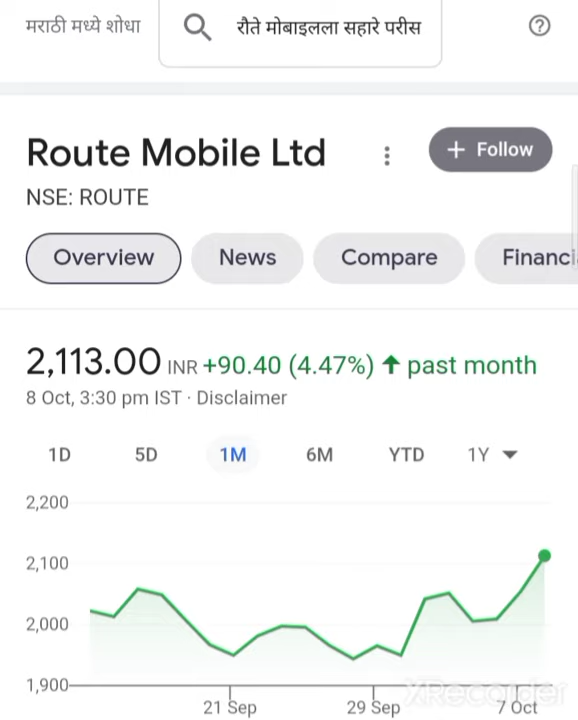 मराठी मध्ये शोधा
रौते मोबाइलला सहारे परीस
Route Mobile Ltd
+ Follow
NSE: ROUTE
Overview
News
Compare
Financi
2,113.00 INR +90.40 (4.47%) ↑ past month
8 Oct, 3:30 pm IST · Disclaimer
1D 5D 1M 6M YTD 1Y
2,200
2,100
2,000
1,900
21 Sep 29 Sep 7 Oct
XRecorder